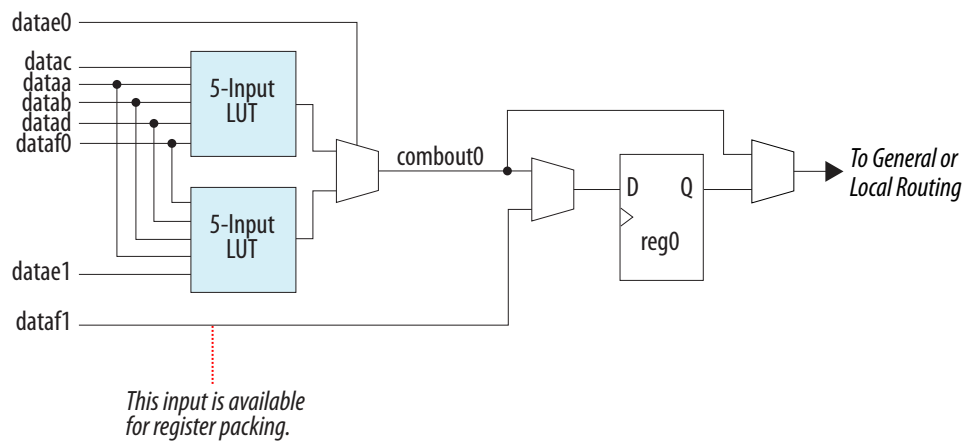 datae0
datac
dataa
datab
datad
dataf0
5-Input
LUT
combout0
To General or
Local Routing
D Q
reg0
5-Input
LUT
datae1
dataf1
This input is available
for register packing.